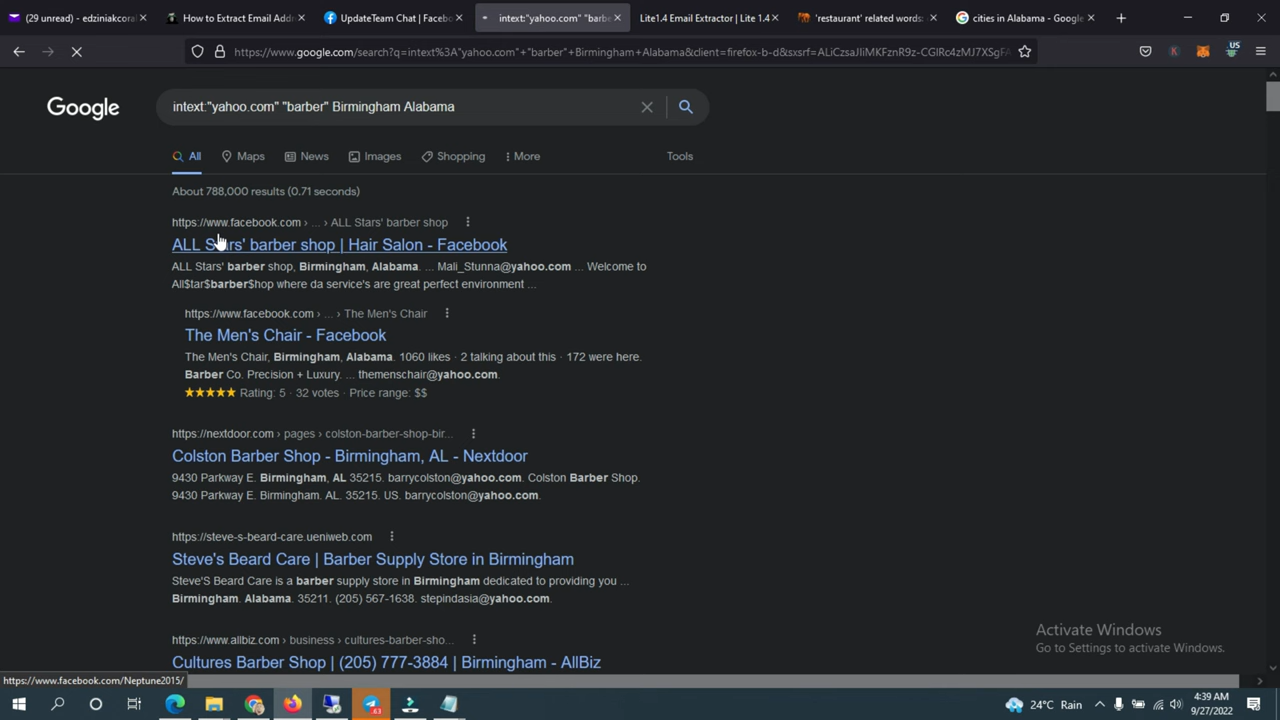 (29 unread) - edziniakcoral
How to Extract Email Addre
UpdateTeam Chat | Facebo
intext:"yahoo.com" "barbe
Lite1.4 Email Extractor | Lite 1.4
'restaurant' related words:
cities in Alabama - Google
https://www.google.com/search?q=intext%3A"yahoo.com"+"barber"+Birmingham+Alabama&client=firefox-b-d&sxsrf=
US
Google
intext:"yahoo.com" "barber" Birmingham Alabama
All
Maps
News
Images
Shopping
More
Tools
About 788,000 results (0.71 seconds)
https://www.facebook.com › ... › ALL Stars' barber shop
ALL Stars' barber shop | Hair Salon - Facebook
ALL Stars' barber shop, Birmingham, Alabama. ... Mali_Stunna@yahoo.com ... Welcome to
All$tar$barber$hop where da service's are great perfect environment ...
https://www.facebook.com › ... › The Men's Chair
The Men's Chair - Facebook
The Men's Chair, Birmingham, Alabama. 1060 likes · 2 talking about this · 172 were here.
Barber Co. Precision + Luxury. ... themenschair@yahoo.com.
Rating: 5 · 32 votes · Price range: $$
https://nextdoor.com › pages › colston-barber-shop-bir...
Colston Barber Shop - Birmingham, AL - Nextdoor
9430 Parkway E. Birmingham, AL 35215. barrycolston@yahoo.com. Colston Barber Shop.
9430 Parkway E. Birmingham. AL. 35215. US. barrycolston@yahoo.com.
https://steve-s-beard-care.ueniweb.com
Steve's Beard Care | Barber Supply Store in Birmingham
Steve'S Beard Care is a barber supply store in Birmingham dedicated to providing you ...
Birmingham. Alabama. 35211. (205) 567-1638. stepindasia@yahoo.com.
https://www.allbiz.com › business › cultures-barber-sho...
Cultures Barber Shop | (205) 777-3884 | Birmingham - AllBiz
Activate Windows
Go to Settings to activate Windows.
https://www.facebook.com/Neptune2015/
24°C Rain
4:39 AM
9/27/2022